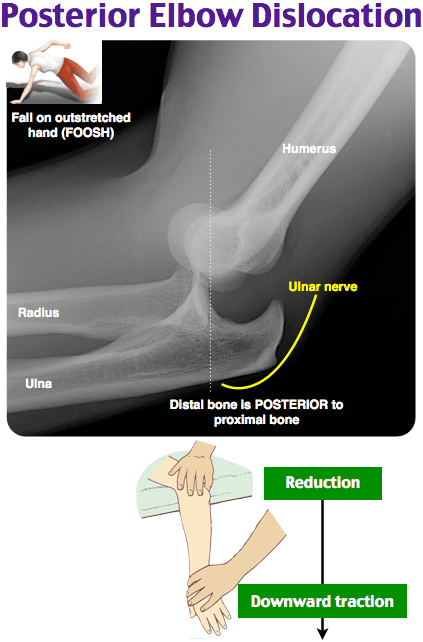 Posterior Elbow Dislocation
Fall on outstretched
hand (FOOSH)
Humerus
Ulnar nerve
Radius
Ulna
Distal bone is POSTERIOR to
proximal bone
Reduction
Downward traction